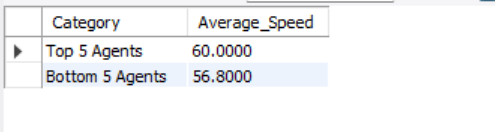 Category Average_Speed
Top 5 Agents 60.0000
Bottom 5 Agents 56.8000